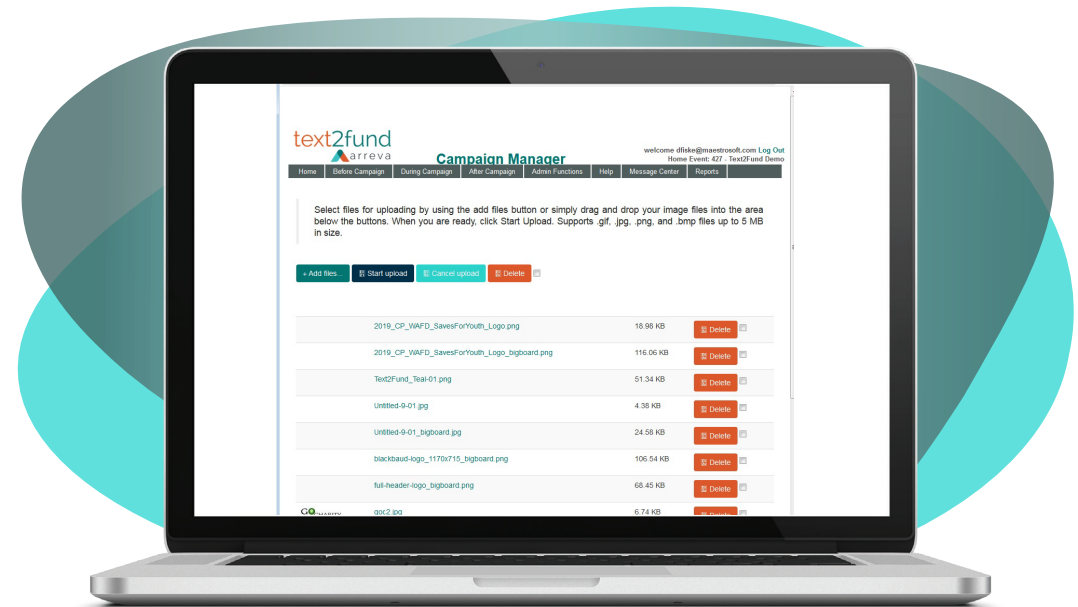 text2fund
arreva
Campaign Manager
welcome dfiske@maestrosoft.com Log Out
Home Event: 427 - Text2Fund Demo
Home Before Campaign During Campaign After Campaign Admin Functions Help Message Center Reports
Select files for uploading by using the add files button or simply drag and drop your image files into the area
below the buttons. When you are ready, click Start Upload. Supports .gif, .jpg, .png, and .bmp files up to 5 MB
in size.
+ Add files... Start upload Cancel upload Delete
2019_CP_WAFD_SavesForYouth_Logo.png 18.98 KB Delete
2019_CP_WAFD_SavesForYouth_Logo_bigboard.png 116.06 KB Delete
Text2Fund_Teal-01.png 51.34 KB Delete
Untitled-9-01.jpg 4.38 KB Delete
Untitled-9-01_bigboard.jpg 24.58 KB Delete
blackbaud-logo_1170x715_bigboard.png 106.54 KB Delete
full-header-logo_bigboard.png 68.45 KB Delete
GO CHARITY goc2.jpg 6.74 KB Delete